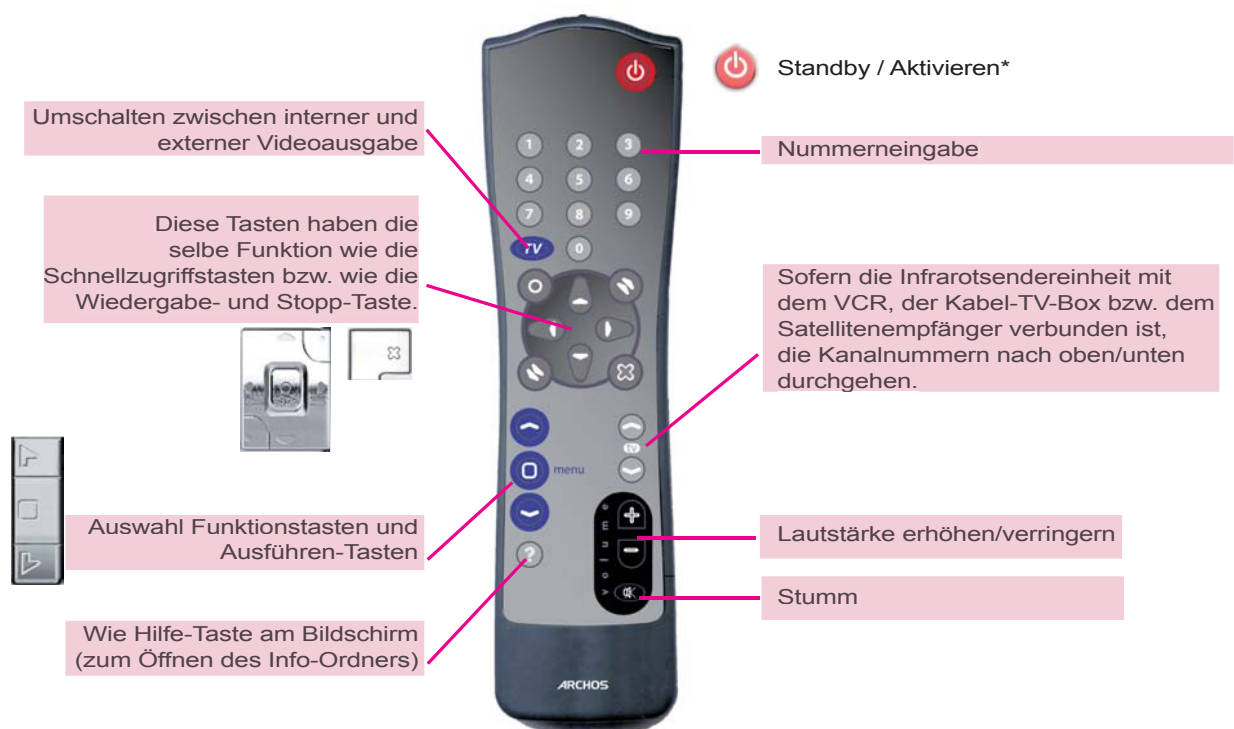 Standby / Aktivieren*
Umschalten zwischen interner und
externer Videoausgabe
Nummerneingabe
Diese Tasten haben die
selbe Funktion wie die
Schnellzugriffstasten bzw. wie die
Wiedergabe- und Stopp-Taste.
Sofern die Infrarotsendereinheit mit
dem VCR, der Kabel-TV-Box bzw. dem
Satellitenempfänger verbunden ist,
die Kanalnummern nach oben/unten
durchgehen.
Auswahl Funktionstasten und
Ausführen-Tasten
Lautstärke erhöhen/verringern
Stumm
Wie Hilfe-Taste am Bildschirm
(zum Öffnen des Info-Ordners)
1 2 3
4 5 6
7 8 9
TV 0
tv
menu
volume
?
ARCHOS